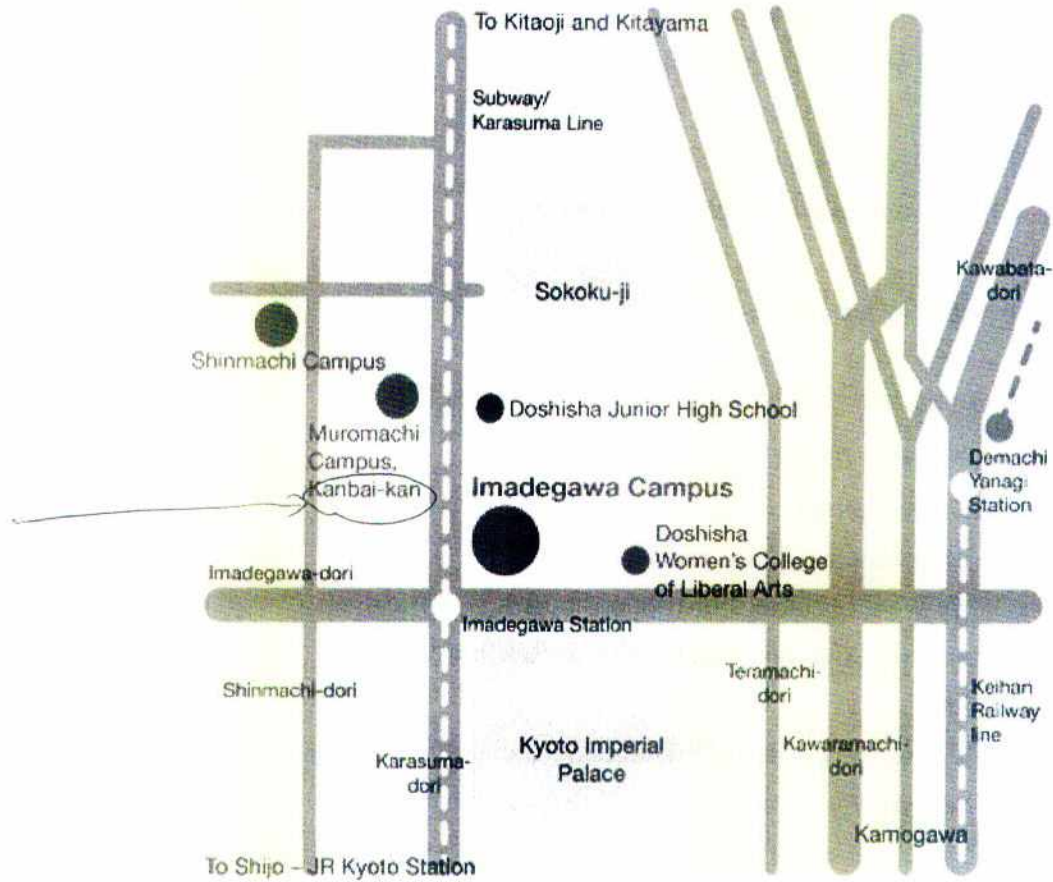 To Kitaoji and Kitayama
Subway/
Karasuma Line
Sokoku-ji
Kawabata-
dori
Shinmachi Campus
Doshisha Junior High School
Muromachi
Campus,
Kanbai-kan
Demachi
Yanagi
Station
Imadegawa Campus
Doshisha
Women's College
of Liberal Arts
Imadegawa-dori
Imadegawa Station
Shinmachi-dori
Teramachi-
dori
Keihan
Railway
line
Karasuma-
dori
Kyoto Imperial
Palace
Kawaramachi-
dori
Kamogawa
To Shijo – JR Kyoto Station